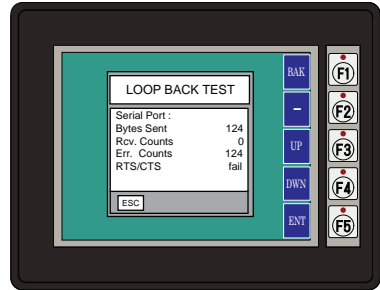 LOOP BACK TEST
Serial Port :
Bytes Sent 124
Rcv. Counts 0
Err. Counts 124
RTS/CTS fail
ESC
BAK
–
UP
DWN
ENT
F1
F2
F3
F4
F5